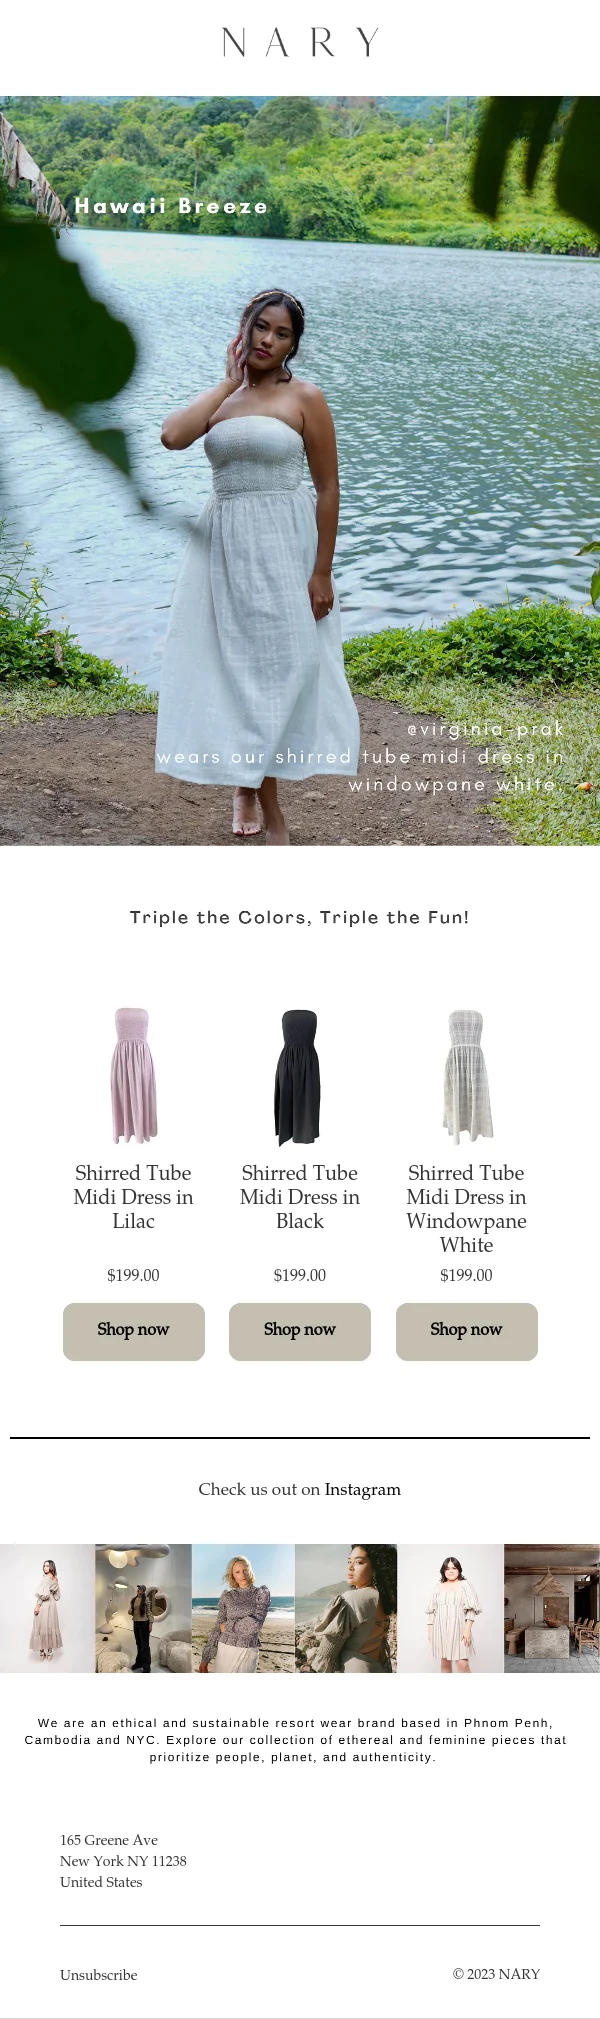 NARY
Hawaii Breeze
@virginia-prak
wears our shirred tube midi dress in
windowpane white.
Triple the Colors, Triple the Fun!
Shirred Tube
Midi Dress in
Lilac
$199.00
Shop now
Shirred Tube
Midi Dress in
Black
$199.00
Shop now
Shirred Tube
Midi Dress in
Windowpane
White
$199.00
Shop now
Check us out on Instagram
We are an ethical and sustainable resort wear brand based in Phnom Penh,
Cambodia and NYC. Explore our collection of ethereal and feminine pieces that
prioritize people, planet, and authenticity.
165 Greene Ave
New York NY 11238
United States
Unsubscribe
© 2023 NARY